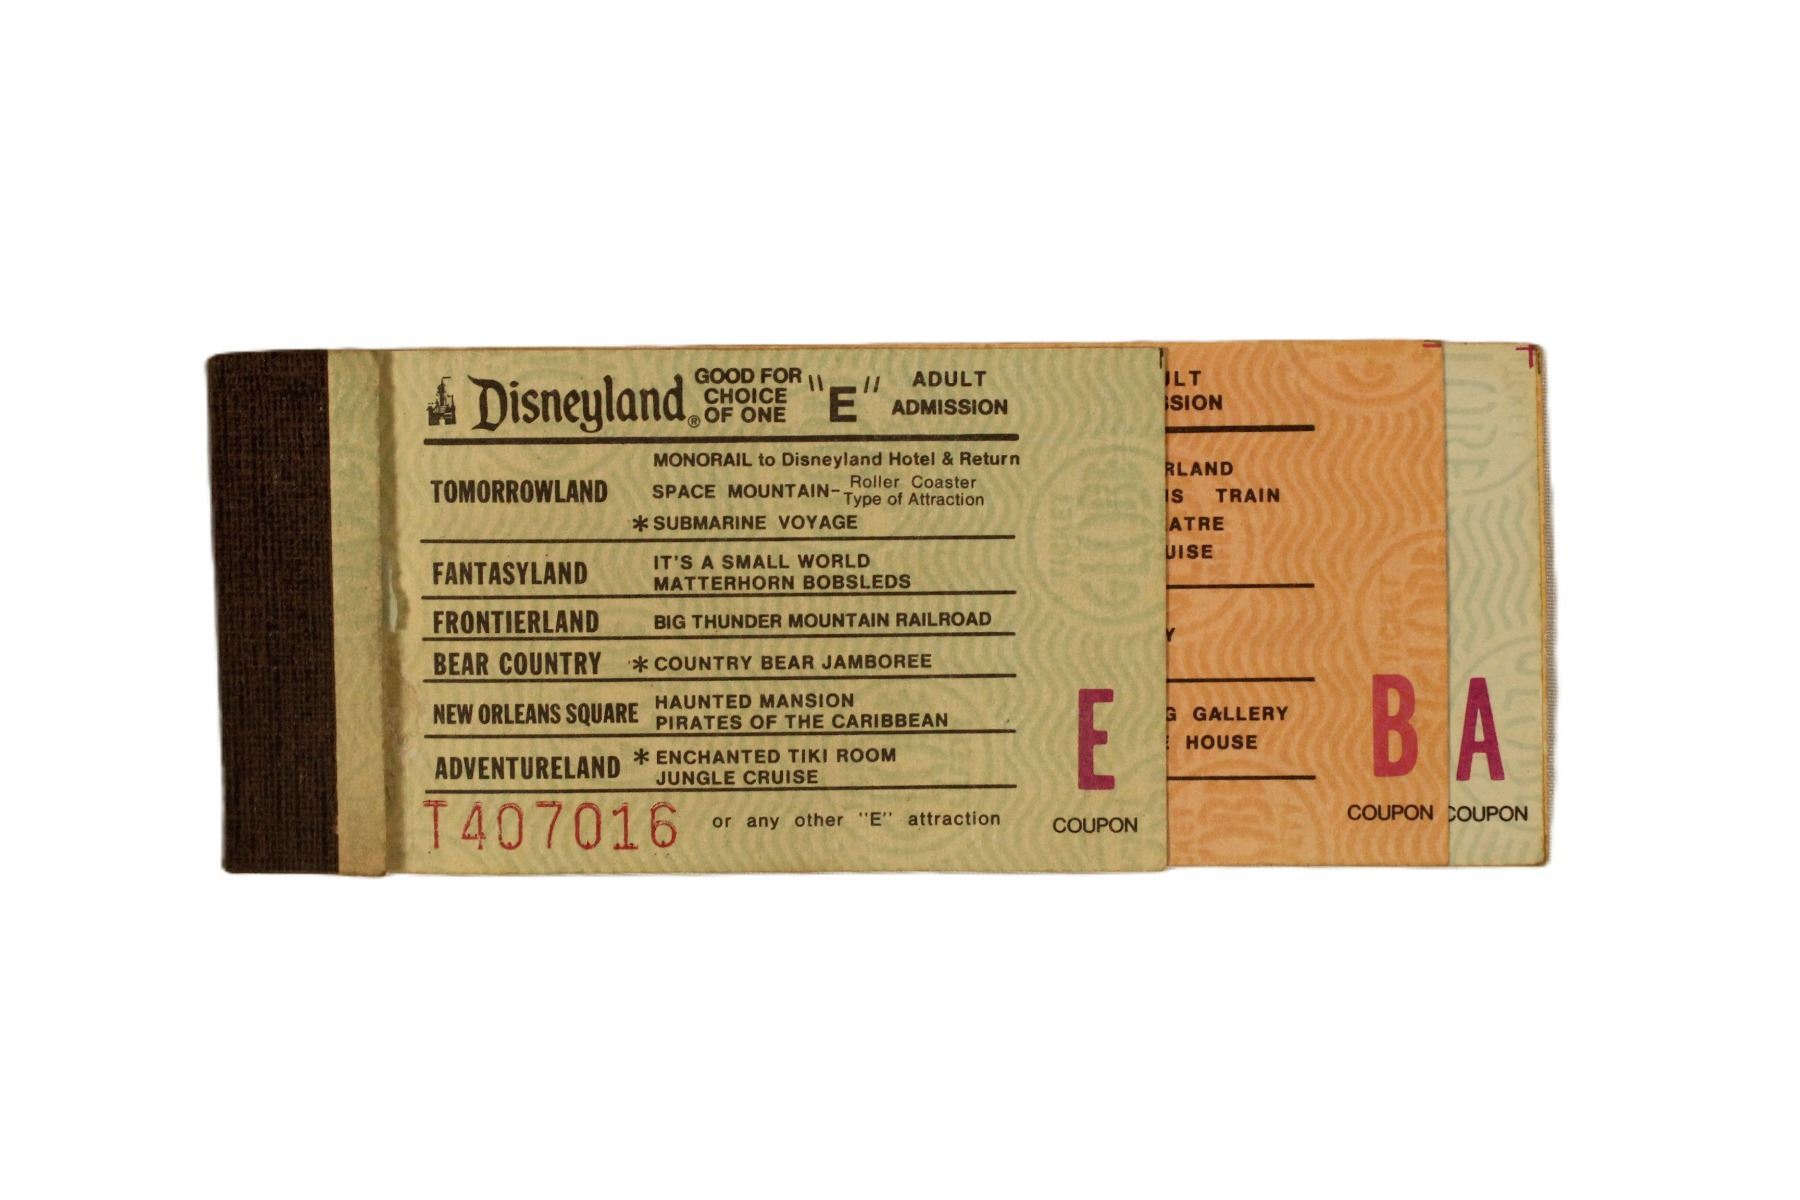 Disneyland® GOOD FOR CHOICE OF ONE "E" ADULT ADMISSION
TOMORROWLAND
MONORAIL to Disneyland Hotel & Return
SPACE MOUNTAIN- Roller Coaster Type of Attraction
*SUBMARINE VOYAGE
FANTASYLAND
IT'S A SMALL WORLD
MATTERHORN BOBSLEDS
FRONTIERLAND BIG THUNDER MOUNTAIN RAILROAD
BEAR COUNTRY *COUNTRY BEAR JAMBOREE
NEW ORLEANS SQUARE
HAUNTED MANSION
PIRATES OF THE CARIBBEAN
ADVENTURELAND
*ENCHANTED TIKI ROOM
JUNGLE CRUISE
T407016 or any other "E" attraction
E
COUPON
TRAIN
GALLERY
HOUSE
B
COUPON
A
COUPON